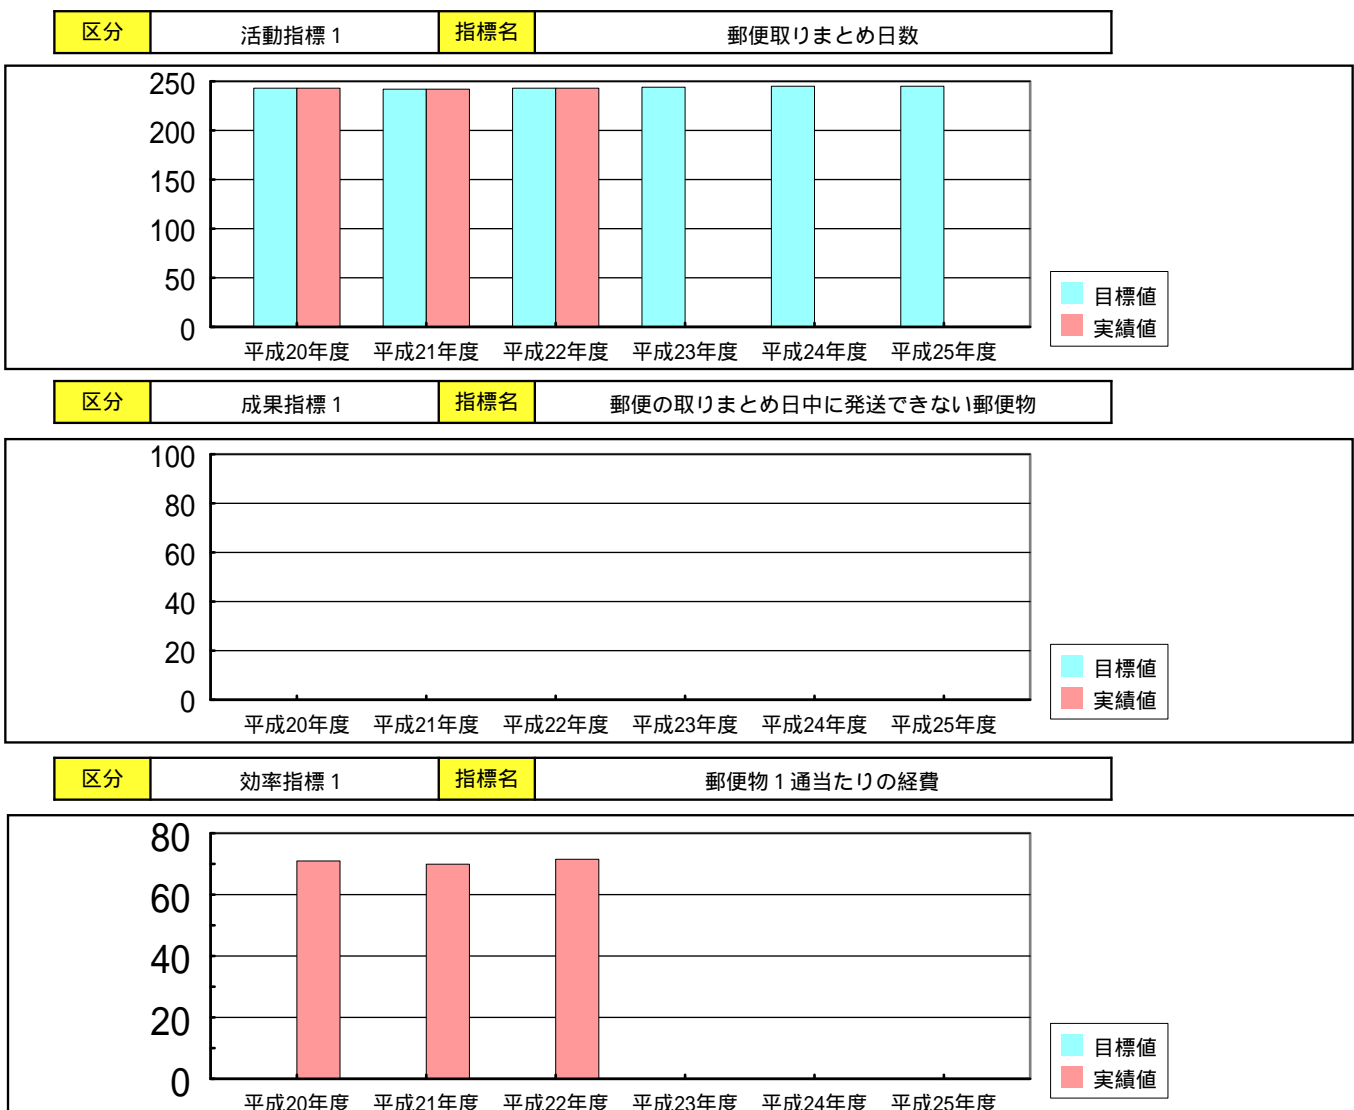 区分 活動指標１ 指標名 郵便取りまとめ日数
250
200
150
100
50
0
平成20年度 平成21年度 平成22年度 平成23年度 平成24年度 平成25年度
目標値
実績値
区分 成果指標１ 指標名 郵便の取りまとめ日中に発送できない郵便物
100
80
60
40
20
0
平成20年度 平成21年度 平成22年度 平成23年度 平成24年度 平成25年度
目標値
実績値
区分 効率指標１ 指標名 郵便物１通当たりの経費
80
60
40
20
0
平成20年度 平成21年度 平成22年度 平成23年度 平成24年度 平成25年度
目標値
実績値